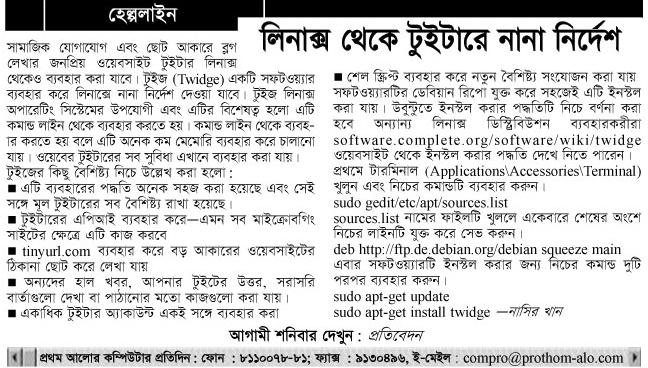 হেল্পলাইন
লিনাক্স থেকে টুইটারে নানা নির্দেশ
সামাজিক যোগাযোগ এবং ছোট আকারে ব্লগ
লেখার জনপ্রিয় ওয়েবসাইট টুইটার লিনাক্স
থেকেও ব্যবহার করা যাবে। টুইজ (Twidge) একটি সফটওয়্যার
ব্যবহার করে লিনাক্সে নানা নির্দেশ দেওয়া যাবে। টুইজ লিনাক্স
অপারেটিং সিস্টেমের উপযোগী এবং এটির বিশেষত্ব হলো এটি
কমান্ড লাইন থেকে ব্যবহার করতে হয়। কমান্ড লাইন থেকে ব্যবহ-
ার করতে হয় বলে এটি অনেক কম মেমোরি ব্যবহার করে চালানো
যায়। ওয়েবের টুইটারের সব সুবিধা এখানে ব্যবহার করা যায়।
টুইজের কিছু বৈশিষ্ট্য নিচে উল্লেখ করা হলো :
■ এটি ব্যবহারের পদ্ধতি অনেক সহজ করা হয়েছে এবং সেই
সঙ্গে মূল টুইটারের সব বৈশিষ্ট্য রাখা হয়েছে।
■ টুইটারের এপিআই ব্যবহার করে—এমন সব মাইক্রোবগিং
সাইটের ক্ষেত্রে এটি কাজ করবে
■ tinyurl.com ব্যবহার করে বড় আকারের ওয়েবসাইটের
ঠিকানা ছোট করে লেখা যায়
■ অন্যদের হাল খবর, আপনার টুইটের উত্তর, সরাসরি
বার্তাগুলো দেখা বা পাঠানোর মতো কাজগুলো করা যায়।
■ একাধিক টুইটার অ্যাকাউন্ট একই সঙ্গে ব্যবহার করা
■ শেল স্ক্রিপ্ট ব্যবহার করে নতুন বৈশিষ্ট্য সংযোজন করা যায়
সফটওয়্যারটির ডেবিয়ান রিপো যুক্ত করে সহজেই এটি ইনস্টল
করা যায়। উবুন্টুতে ইনস্টল করার পদ্ধতিটি নিচে বর্ণনা করা
হবে অন্যান্য লিনাক্স ডিস্ট্রিবিউশন ব্যবহারকরীরা
software.complete.org/software/wiki/twidge
ওয়েবসাইট থেকে ইনস্টল করার পদ্ধতি দেখে নিতে পারেন।
প্রথমে টারমিনাল (Applications\Accessories\Terminal)
খুলুন এবং নিচের কমান্ডটি ব্যবহার করুন।
sudo gedit/etc/apt/sources.list
sources.list নামের ফাইলটি খুললে একেবারে শেষের অংশে
নিচের লাইনটি যুক্ত করে সেভ করুন।
deb http://ftp.de.debian.org/debian squeeze main
এবার সফটওয়্যারটি ইনস্টল করার জন্য নিচের কমান্ড দুটি
পরপর ব্যবহার করুন।
sudo apt-get update
sudo apt-get install twidge —নাসির খান
আগামী শনিবার দেখুন : প্রতিবেদন
প্রথম আলোর কম্পিউটার প্রতিদিন : ফোন : ৮১১০০৭৮-৮১; ফ্যাক্স : ৯১৩০৪৯৬, ই-মেইল : compro@prothom-alo.com